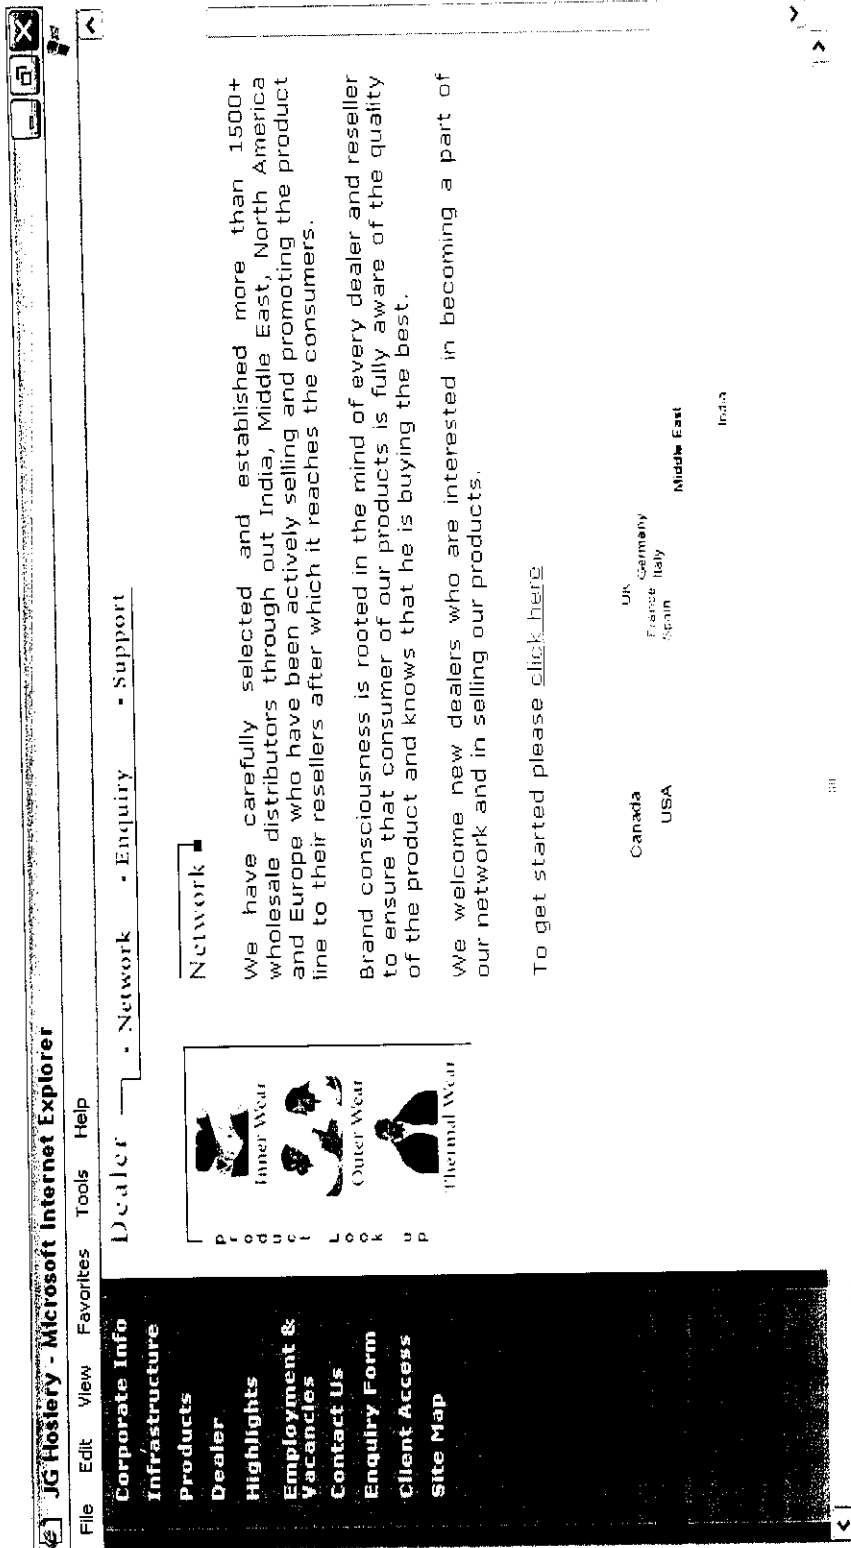 JG Hosiery - Microsoft Internet Explorer
File Edit View Favorites Tools Help
Corporate Info
Infrastructure
Products
Dealer
Highlights
Employment &
Vacancies
Contact Us
Enquiry Form
Client Access
Site Map
Dealer
- Network - Enquiry - Support
Product Look up
Inner Wear
Outer Wear
Thermal Wear
Network
We have carefully selected and established more than 1500+
wholesale distributors through out India, Middle East, North America
and Europe who have been actively selling and promoting the product
line to their resellers after which it reaches the consumers.
Brand consciousness is rooted in the mind of every dealer and reseller
to ensure that consumer of our products is fully aware of the quality
of the product and knows that he is buying the best.
We welcome new dealers who are interested in becoming a part of
our network and in selling our products.
To get started please click here
Canada
USA
UK
Germany
France
Italy
Spain
Middle East
India